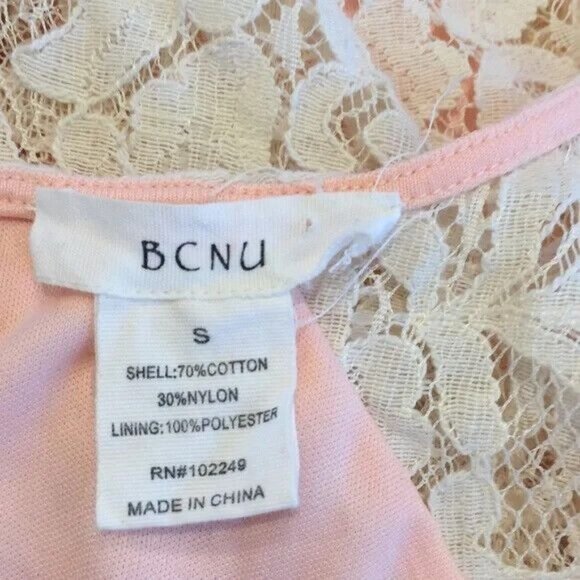 BCNU
S
SHELL:70%COTTON
30%NYLON
LINING:100%POLYESTER
RN#102249
MADE IN CHINA